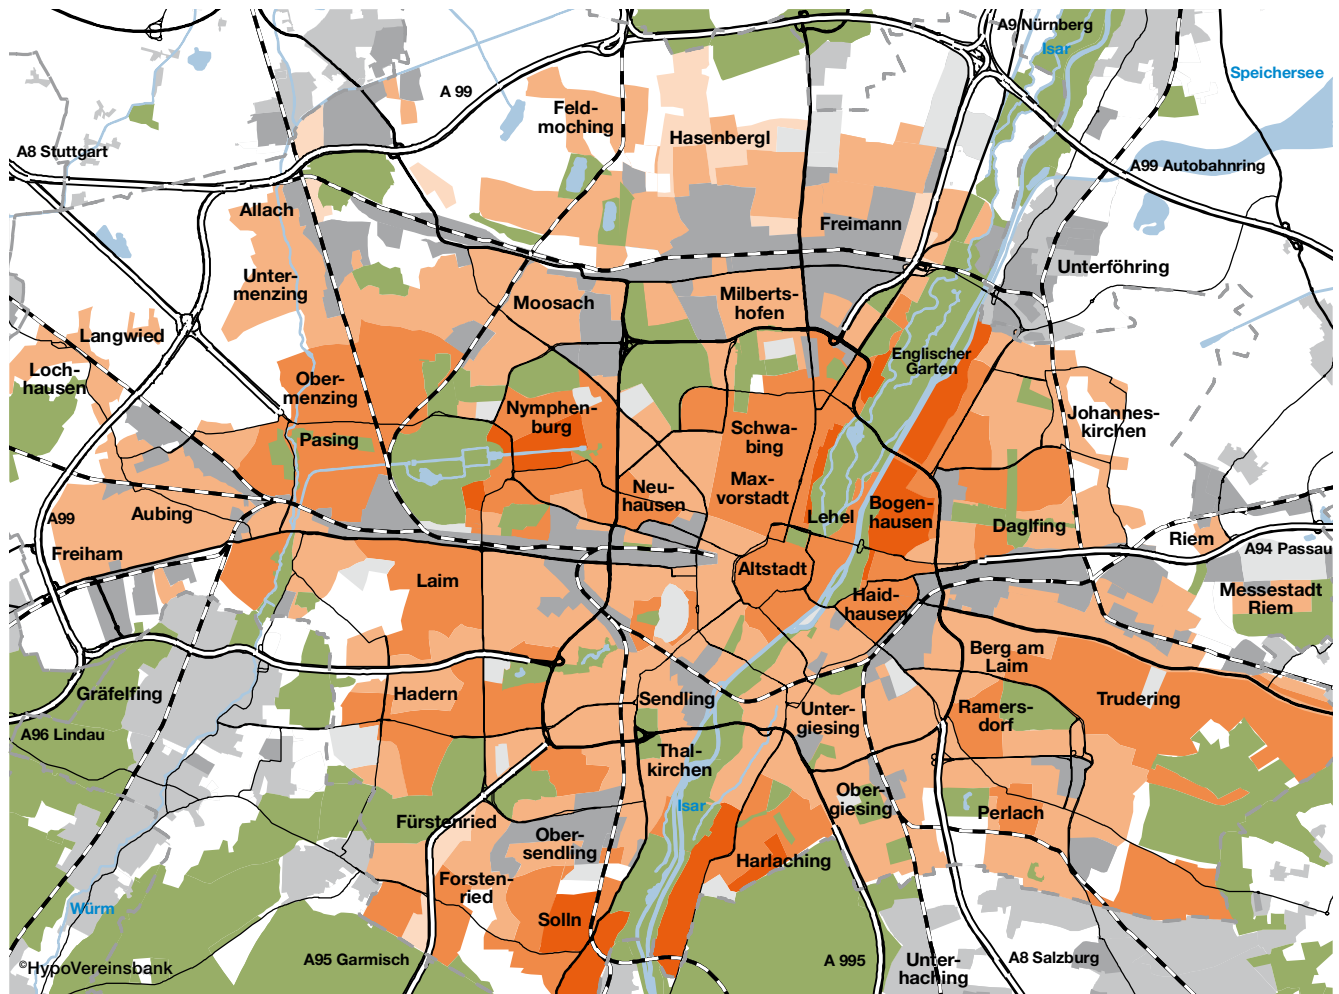 A9 Nürnberg
Isar
Speichersee
A 99
Feld-
moching
Hasenbergl
A8 Stuttgart
A99 Autobahnring
Allach
Freimann
Unterföhring
Unter-
menzing
Moosach
Milberts-
hofen
Langwied
Loch-
hausen
Englischer
Garten
Ober-
menzing
Nymphen-
burg
Johannes-
kirchen
Pasing
Schwa-
bing
Max-
vorstadt
Neu-
hausen
Aubing
A99
Lehel
Bogen-
hausen
Daglfing
Riem
A94 Passau
Freiham
Laim
Altstadt
Haid-
hausen
Messestadt
Riem
Berg am
Laim
Gräfelfing
Hadern
Sendling
Trudering
Unter-
giesing
Ramers-
dorf
A96 Lindau
Thal-
kirchen
Isar
Ober-
giesing
Perlach
Fürstenried
Ober-
sendling
Harlaching
Forsten-
ried
Solln
Würm
A95 Garmisch
A 995
Unter-
haching
A8 Salzburg
©HypoVereinsbank